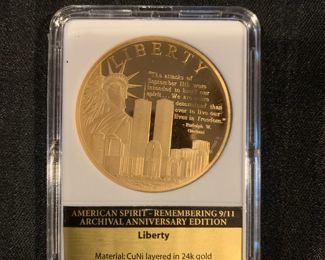 LIBERTY
"The attacks of
September 11th were
intended to break our
spirit... We are more
determined than
ever to live our
lives in freedom."
- Rudolph W.
Giuliani
AMERICAN SPIRIT - REMEMBERING 9/11
ARCHIVAL ANNIVERSARY EDITION
Liberty
Material: CuNi layered in 24k gold